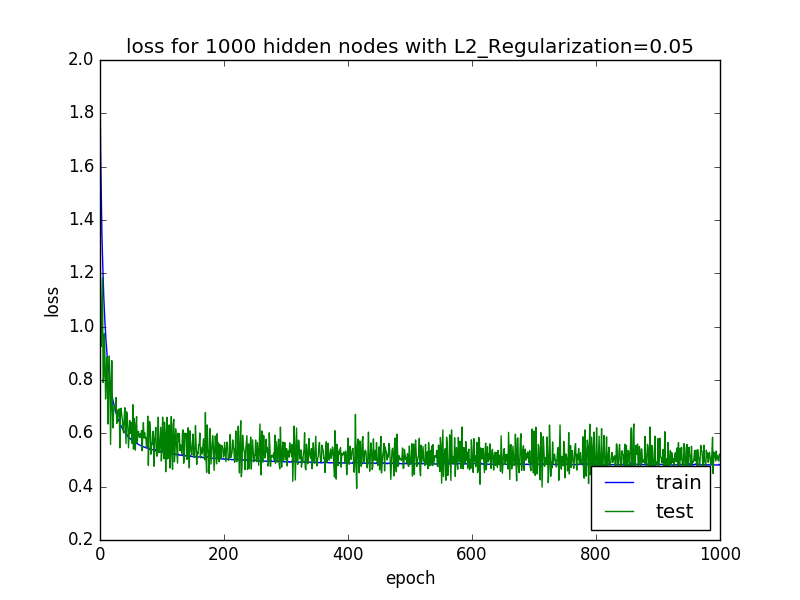 loss for 1000 hidden nodes with L2_Regularization=0.05
2.0
1.8
1.6
1.4
1.2
1.0
0.8
0.6
0.4
0.2
loss
train
test
0 200 400 600 800 1000
epoch